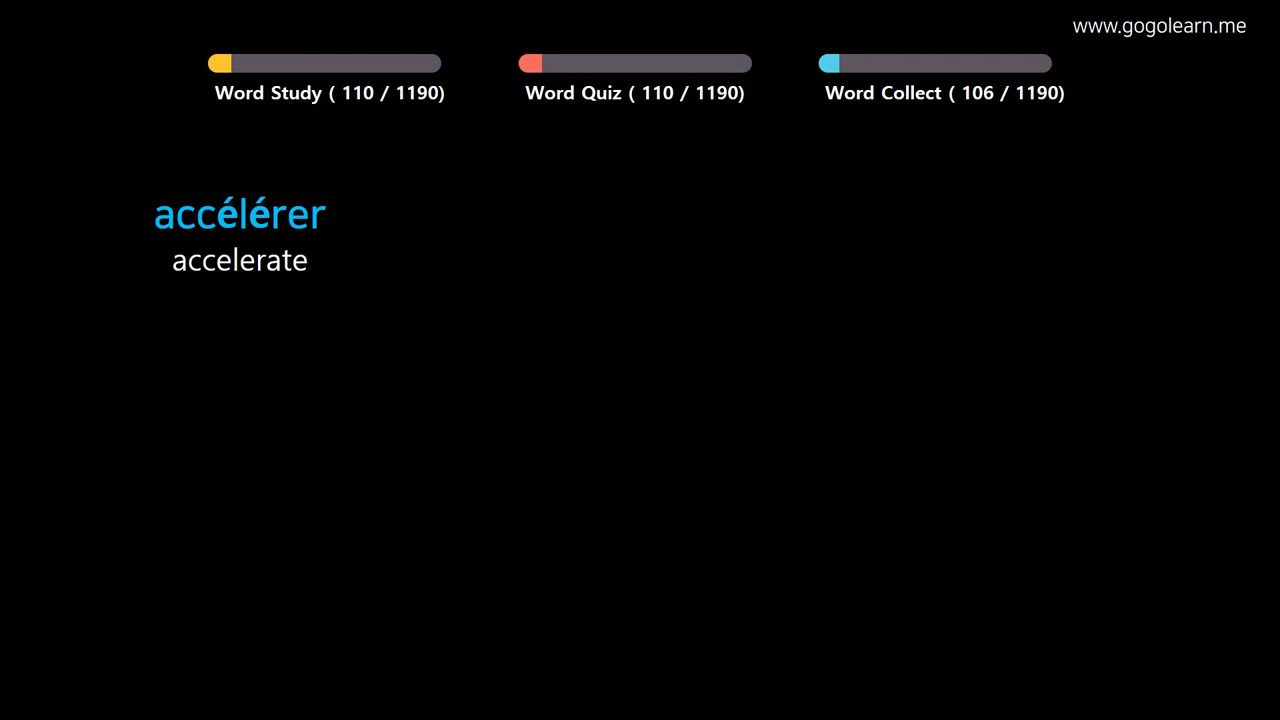 www.gogolearn.me
Word Study ( 110 / 1190)
Word Quiz ( 110 / 1190)
Word Collect ( 106 / 1190)
accélérer
accelerate